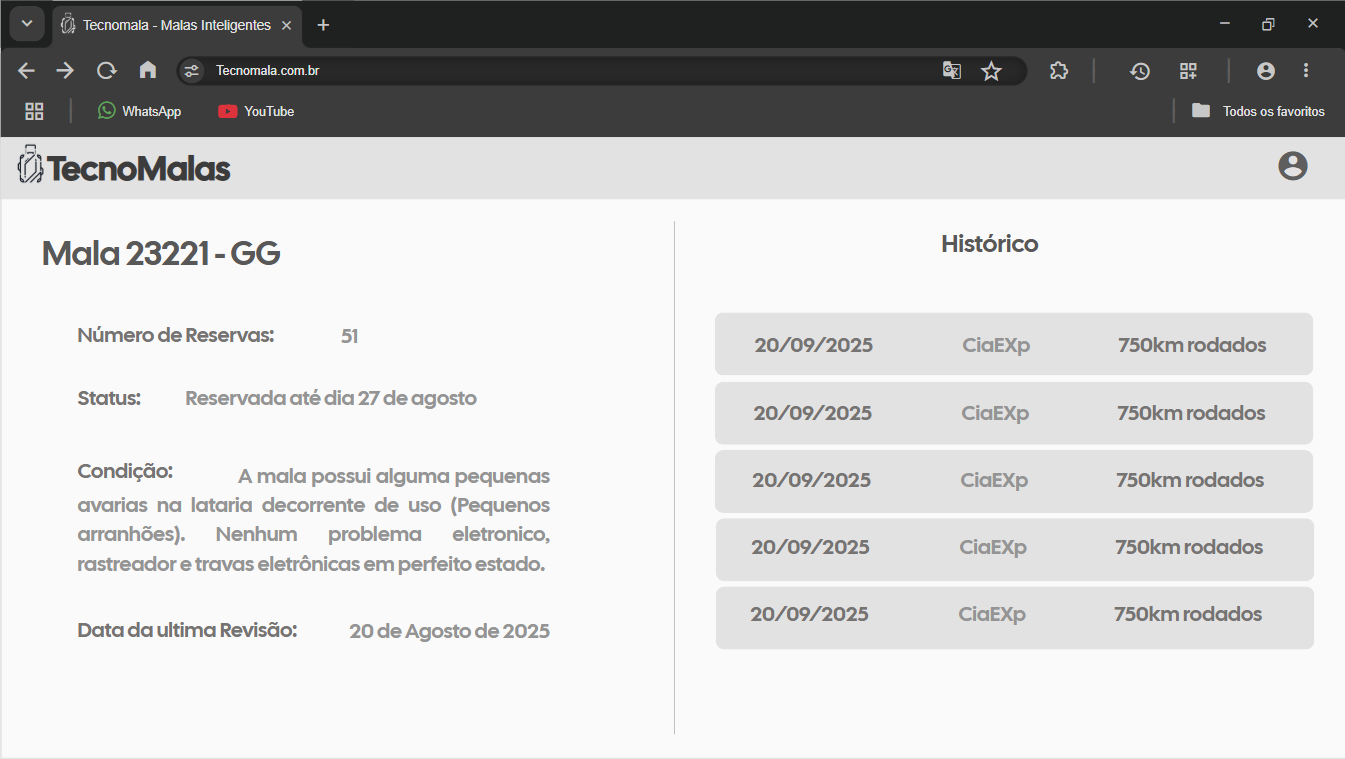 Tecnomala - Malas Inteligentes
Tecnomala.com.br
WhatsApp
YouTube
Todos os favoritos
TecnoMalas
Mala 23221 - GG
Número de Reservas: 51
Status: Reservada até dia 27 de agosto
Condição: A mala possui alguma pequenas
avarias na lataria decorrente de uso (Pequenos
arranhões). Nenhum problema eletronico,
rastreador e travas eletrônicas em perfeito estado.
Data da ultima Revisão: 20 de Agosto de 2025
Histórico
20/09/2025 CiaEXp 750km rodados
20/09/2025 CiaEXp 750km rodados
20/09/2025 CiaEXp 750km rodados
20/09/2025 CiaEXp 750km rodados
20/09/2025 CiaEXp 750km rodados